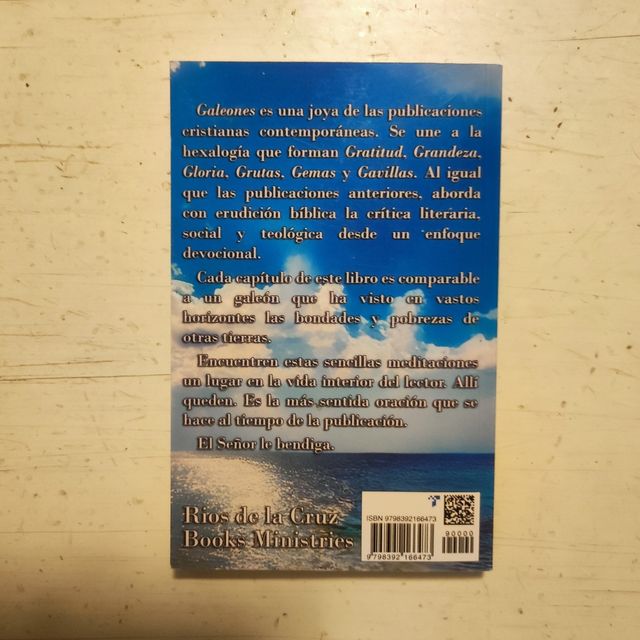 Galeones es una joya de las publicaciones
cristianas contemporáneas. Se une a la
hexalogía que forman Gratitud, Grandeza,
Gloria, Grutas, Gemas y Gavillas. Al igual
que las publicaciones anteriores, aborda
con erudición bíblica la crítica literaria,
social y teológica desde un enfoque
devocional.
Cada capítulo de este libro es comparable
a un galeón que ha visto en vastos
horizontes las bondades y pobrezas de
otras tierras.
Encuentren estas sencillas meditaciones
un lugar en la vida interior del lector. Allí
queden. Es la más sentida oración que se
hace al tiempo de la publicación.
El Señor le bendiga.
Ríos de la Cruz
Books Ministries
ISBN 9798392166473
90000
9 798392 166473